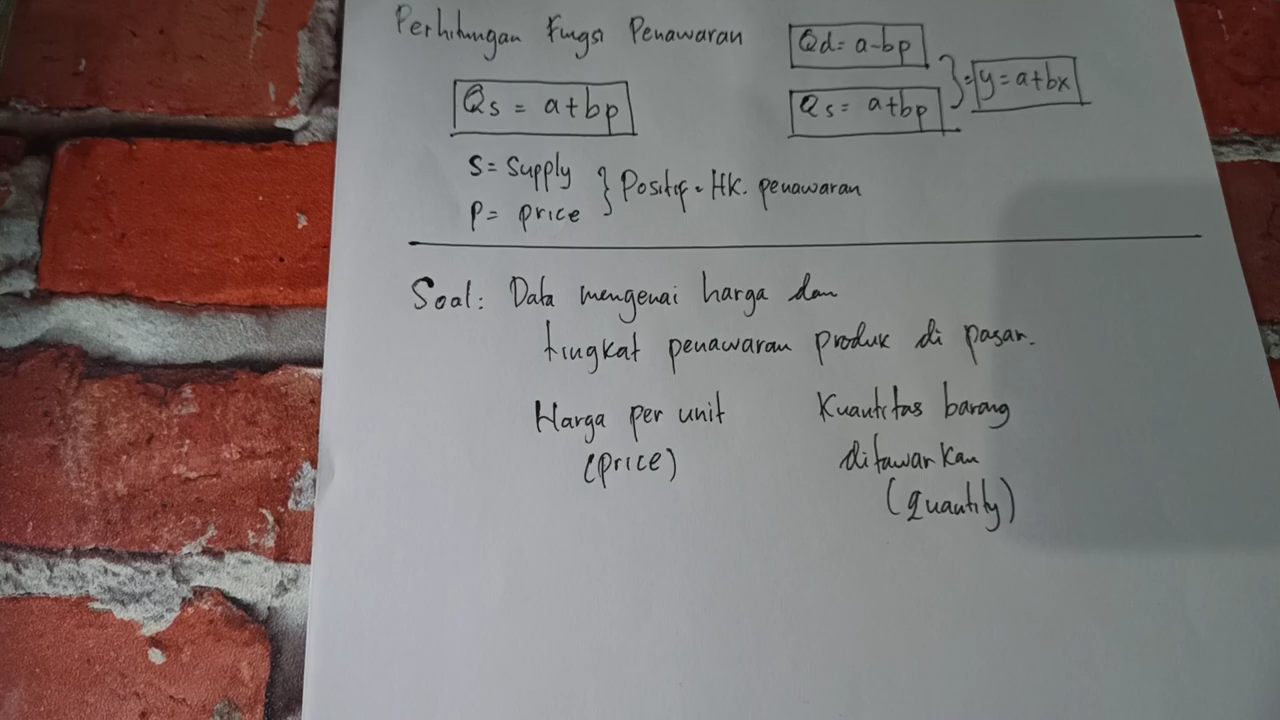 Perhitungan Fungsi Penawaran
Qd = a-bp
Qs = a+bp
Qs = a+bp
} = y = a+bx
S = Supply
P = price
} Positif = Hk. penawaran
Soal: Data mengenai harga dan
tingkat penawaran produk di pasar.
Harga per unit
(price)
Kuantitas barang
ditawarkan
(quantity)